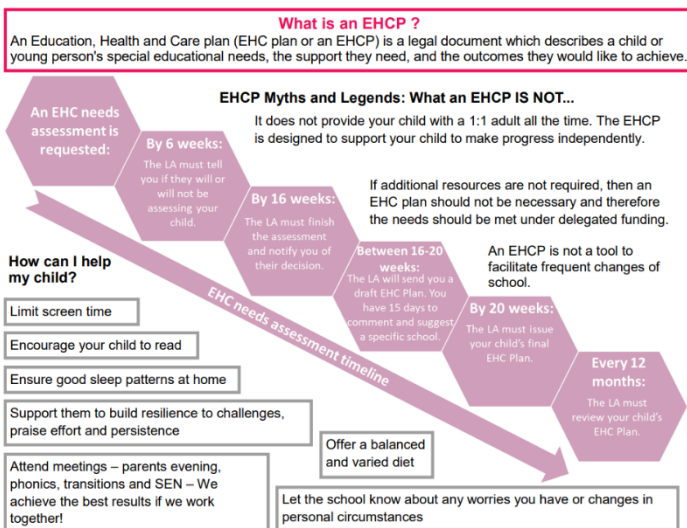 What is an EHCP ?
An Education, Health and Care plan (EHC plan or an EHCP) is a legal document which describes a child or
young person's special educational needs, the support they need, and the outcomes they would like to achieve.
EHCP Myths and Legends: What an EHCP IS NOT...
It does not provide your child with a 1:1 adult all the time. The EHCP
is designed to support your child to make progress independently.
If additional resources are not required, then an
EHC plan should not be necessary and therefore
the needs should be met under delegated funding.
An EHCP is not a tool to
facilitate frequent changes of
school.
An EHC needs
assessment is
requested:
By 6 weeks:
The LA must tell
you if they will or
will not be
assessing your
child.
By 16 weeks:
The LA must finish
the assessment
and notify you of
their decision.
Between 16-20
weeks:
The LA will send you a
draft EHC Plan. You
have 15 days to
comment and suggest
a specific school.
By 20 weeks:
The LA must issue
your child's final
EHC Plan.
Every 12
months:
The LA must
review your child's
EHC Plan.
EHC needs assessment timeline
How can I help
my child?
Limit screen time
Encourage your child to read
Ensure good sleep patterns at home
Support them to build resilience to challenges,
praise effort and persistence
Attend meetings – parents evening,
phonics, transitions and SEN – We
achieve the best results if we work
together!
Offer a balanced
and varied diet
Let the school know about any worries you have or changes in
personal circumstances